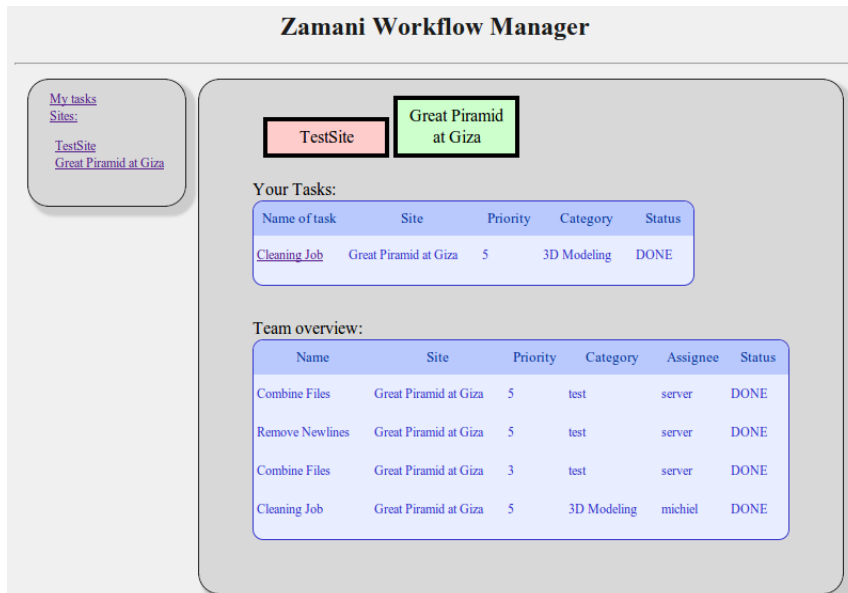 Zamani Workflow Manager
My tasks
Sites:
TestSite
Great Piramid at Giza
TestSite
Great Piramid
at Giza
Your Tasks:
Name of task Site Priority Category Status
Cleaning Job Great Piramid at Giza 5 3D Modeling DONE
Team overview:
Name Site Priority Category Assignee Status
Combine Files Great Piramid at Giza 5 test server DONE
Remove Newlines Great Piramid at Giza 5 test server DONE
Combine Files Great Piramid at Giza 3 test server DONE
Cleaning Job Great Piramid at Giza 5 3D Modeling michiel DONE